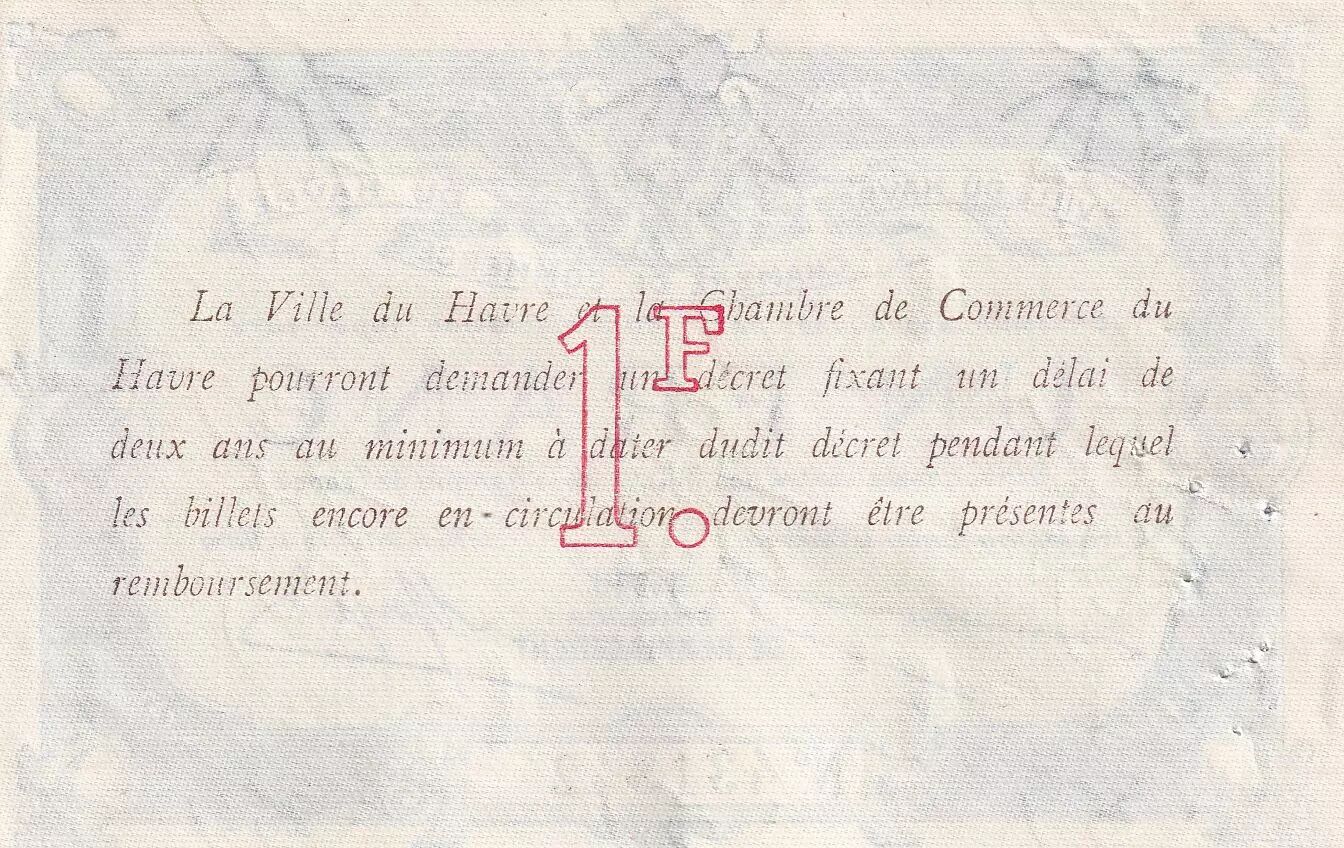 La Ville du Havre et la Chambre de Commerce du
Havre pourront demander un décret fixant un délai de
deux ans au minimum à dater dudit décret pendant lequel
les billets encore en - circulation devront être présentes au
remboursement.
1F.